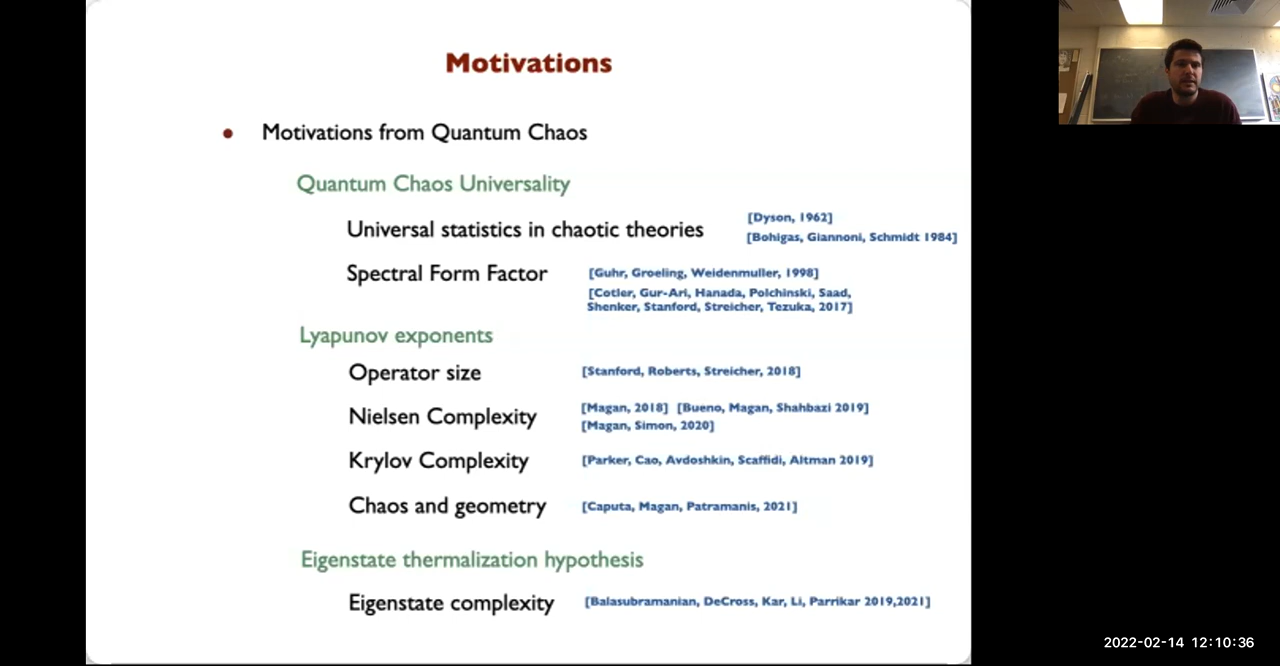 Motivations
• Motivations from Quantum Chaos
Quantum Chaos Universality
Universal statistics in chaotic theories [Dyson, 1962]
[Bohigas, Giannoni, Schmidt 1984]
Spectral Form Factor [Guhr, Groeling, Weidenmuller, 1998]
[Cotler, Gur-Ari, Hanada, Polchinski, Saad,
Shenker, Stanford, Streicher, Tezuka, 2017]
Lyapunov exponents
Operator size [Stanford, Roberts, Streicher, 2018]
Nielsen Complexity [Magan, 2018] [Bueno, Magan, Shahbazi 2019]
[Magan, Simon, 2020]
Krylov Complexity [Parker, Cao, Avdoshkin, Scaffidi, Altman 2019]
Chaos and geometry [Caputa, Magan, Patramanis, 2021]
Eigenstate thermalization hypothesis
Eigenstate complexity [Balasubramanian, DeCross, Kar, Li, Parrikar 2019,2021]
2022-02-14 12:10:36